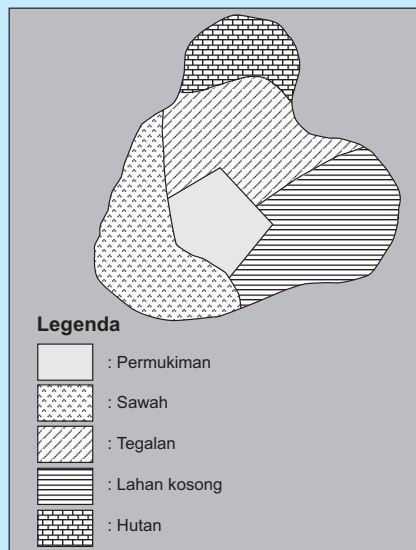 Legenda
: Permukiman
: Sawah
: Tegalan
: Lahan kosong
: Hutan